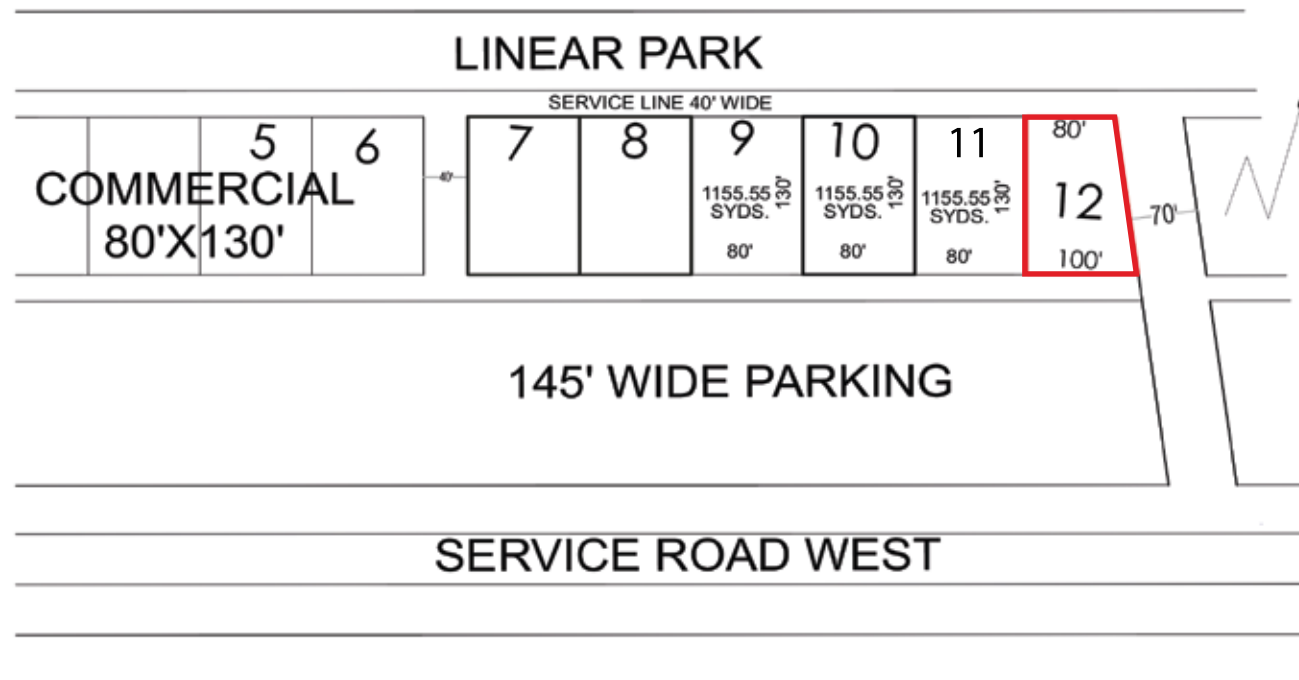 LINEAR PARK
SERVICE LINE 40' WIDE
5
6
40'
7
8
9
10
11
80'
COMMERCIAL
80'X130'
1155.55
SYDS.
130'
80'
1155.55
SYDS.
130'
80'
1155.55
SYDS.
130'
80'
12
100'
70'
145' WIDE PARKING
SERVICE ROAD WEST